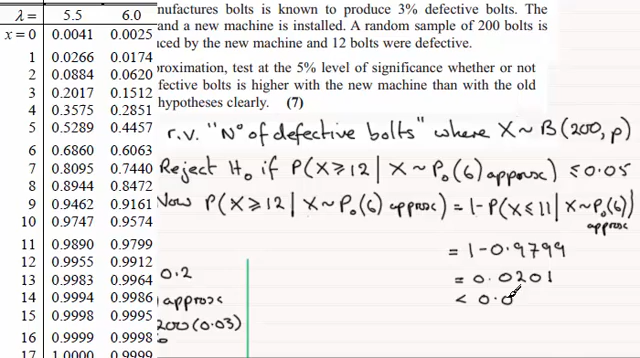 λ = 5.5 6.0
x = 0 0.0041 0.0025
1 0.0266 0.0174
2 0.0884 0.0620
3 0.2017 0.1512
4 0.3575 0.2851
5 0.5289 0.4457
6 0.6860 0.6063
7 0.8095 0.7440
8 0.8944 0.8472
9 0.9462 0.9161
10 0.9747 0.9574
11 0.9890 0.9799
12 0.9955 0.9912
13 0.9983 0.9964
14 0.9994 0.9986
15 0.9998 0.9995
16 0.9999 0.9998
17 1.0000 0.9999
nufactures bolts is known to produce 3% defective bolts. The
and a new machine is installed. A random sample of 200 bolts is
iced by the new machine and 12 bolts were defective.
roximation, test at the 5% level of significance whether or not
fective bolts is higher with the new machine than with the old
hypotheses clearly. (7)
r.v. "Nº of defective bolts" where X ~ B(200, p)
Reject H₀ if P(X ≥ 12 | X ~ P₀(6) approx) ≤ 0.05
Now P(X ≥ 12 | X ~ P₀(6) approx) = 1 - P(X ≤ 11 | X ~ P₀(6))
approx
= 1 - 0.9799
= 0.0201
< 0.0
0.2
approx
200(0.03)